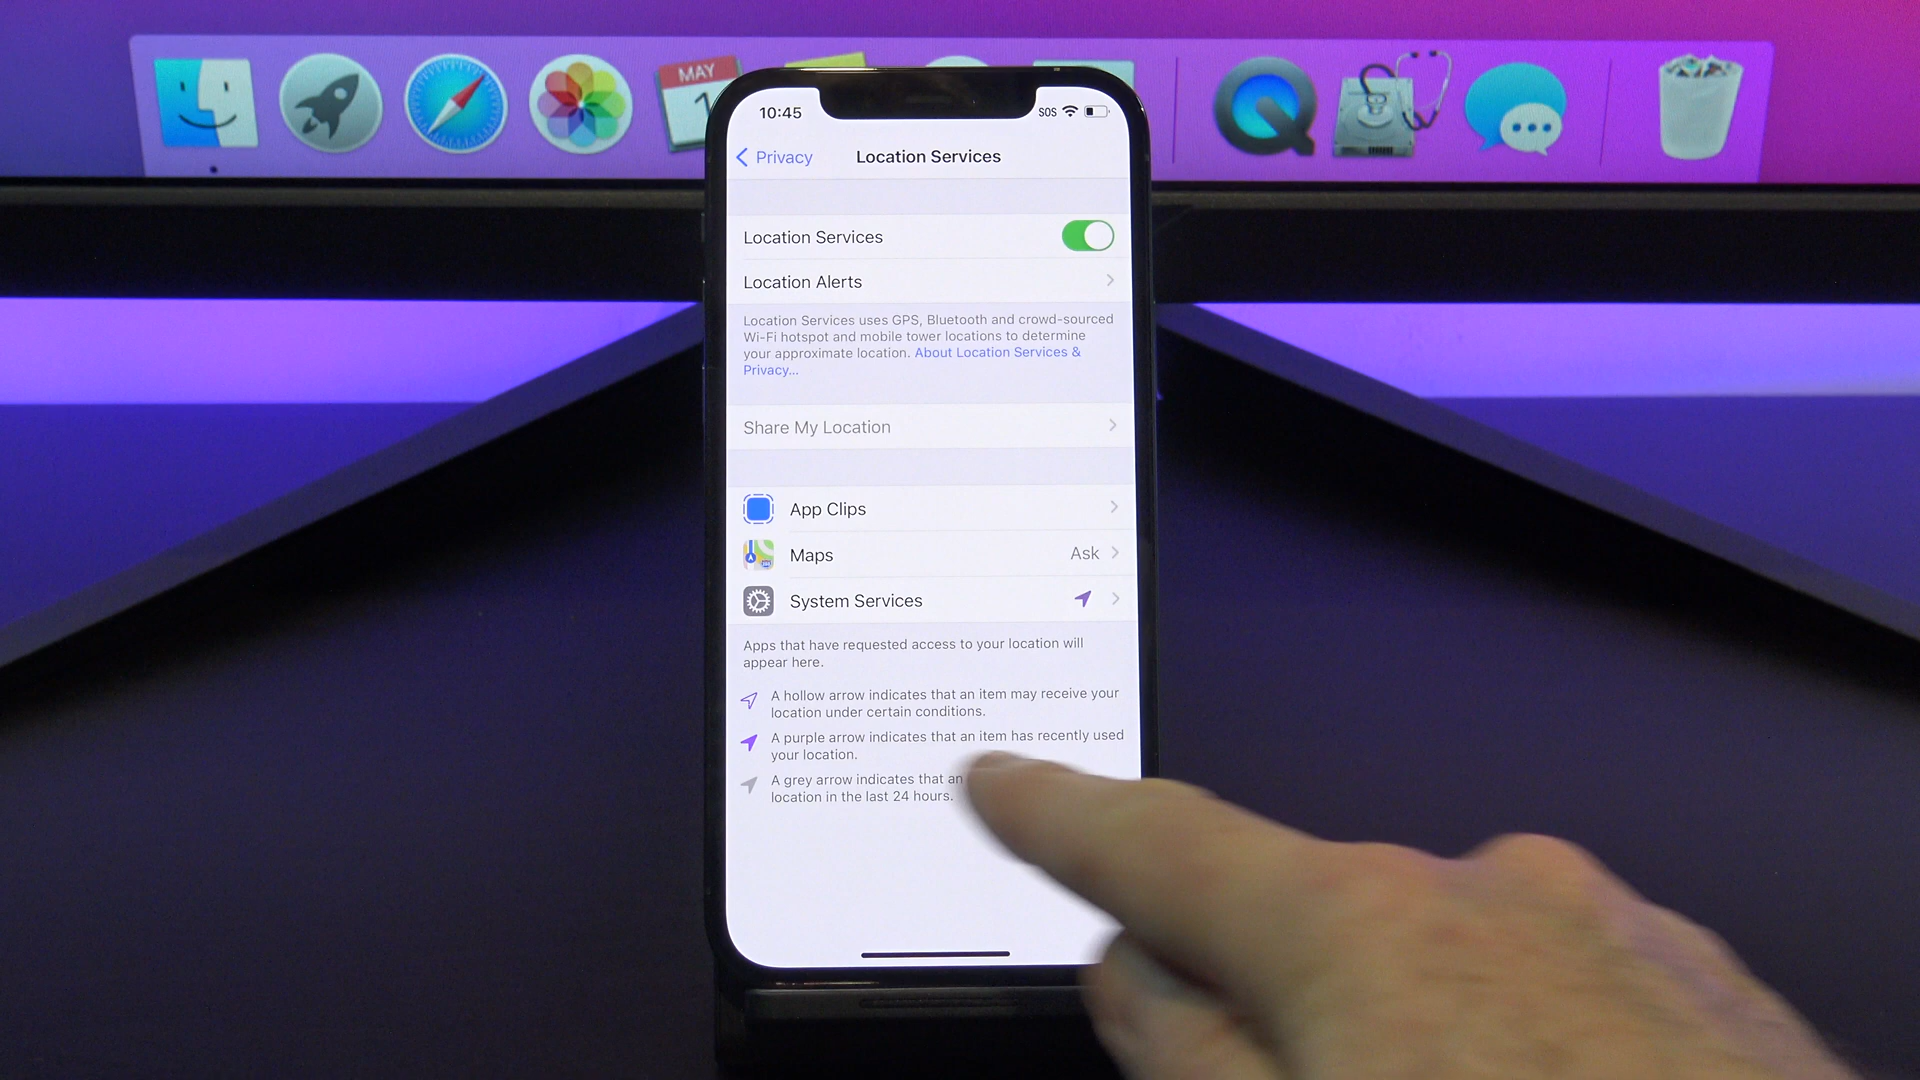 MAY
1
10:45
SOS
Privacy
Location Services
Location Services
Location Alerts
Location Services uses GPS, Bluetooth and crowd-sourced
Wi-Fi hotspot and mobile tower locations to determine
your approximate location. About Location Services &
Privacy...
Share My Location
App Clips
Maps
Ask
System Services
Apps that have requested access to your location will
appear here.
A hollow arrow indicates that an item may receive your
location under certain conditions.
A purple arrow indicates that an item has recently used
your location.
A grey arrow indicates that an
location in the last 24 hours.